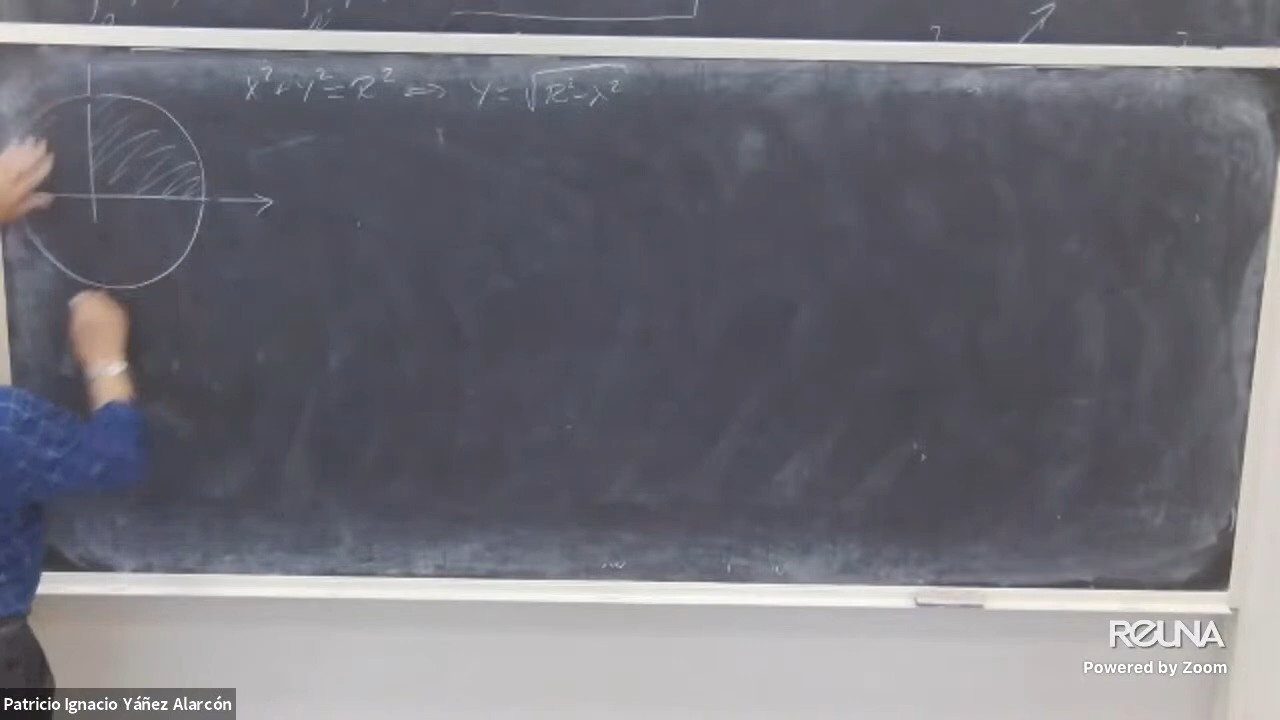 x²+y²=R² ⟹ y=√(R²-x²)
REUNA
Powered by Zoom
Patricio Ignacio Yáñez Alarcón